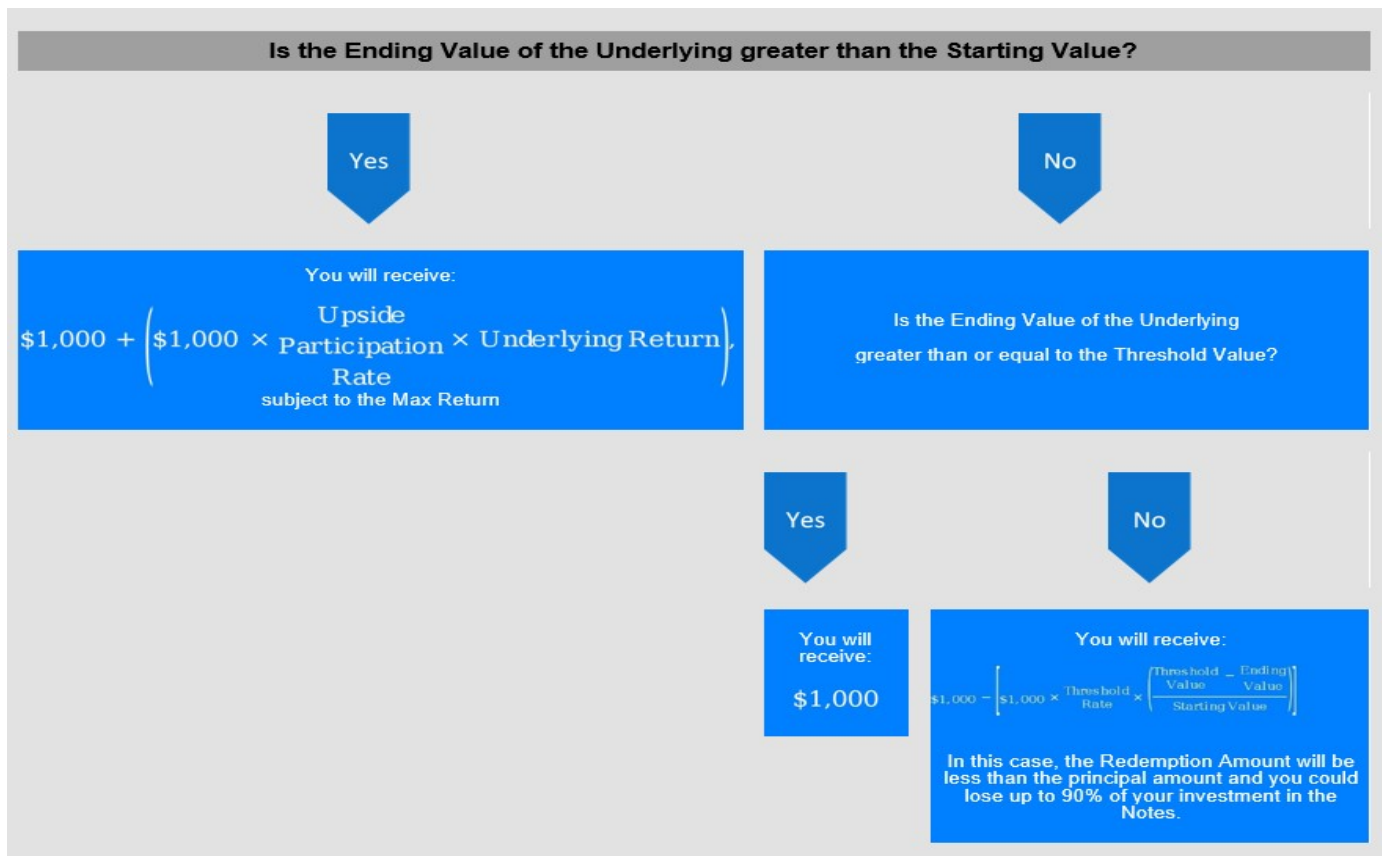 Is the Ending Value of the Underlying greater than the Starting Value?
Yes
No
You will receive:
$1,000 + ($1,000 × Upside Participation Rate × Underlying Return),
subject to the Max Return
Is the Ending Value of the Underlying
greater than or equal to the Threshold Value?
Yes
No
You will
receive:
$1,000
You will receive:
$1,000 − [$1,000 × Threshold Rate × ((Threshold Value − Ending Value) / Starting Value)]
In this case, the Redemption Amount will be
less than the principal amount and you could
lose up to 90% of your investment in the
Notes.